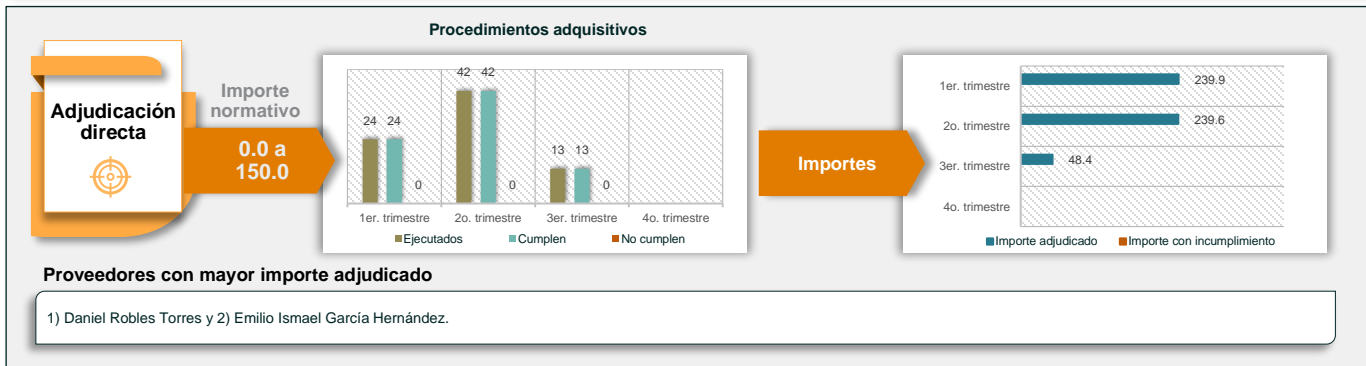 Procedimientos adquisitivos
Adjudicación
directa
Importe
normativo
0.0 a
150.0
24 24
0
42 42
0
13 13
0
1er. trimestre 2o. trimestre 3er. trimestre 4o. trimestre
Ejecutados Cumplen No cumplen
Importes
1er. trimestre 239.9
2o. trimestre 239.6
3er. trimestre 48.4
4o. trimestre
Importe adjudicado Importe con incumplimiento
Proveedores con mayor importe adjudicado
1) Daniel Robles Torres y 2) Emilio Ismael García Hernández.